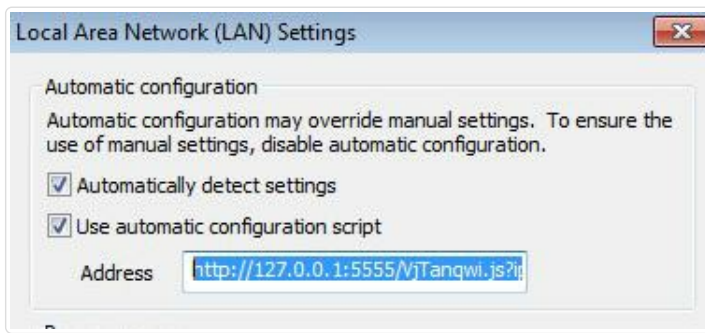 Local Area Network (LAN) Settings
Automatic configuration
Automatic configuration may override manual settings. To ensure the
use of manual settings, disable automatic configuration.
Automatically detect settings
Use automatic configuration script
Address http://127.0.0.1:5555/VjTanqwi.js?ip